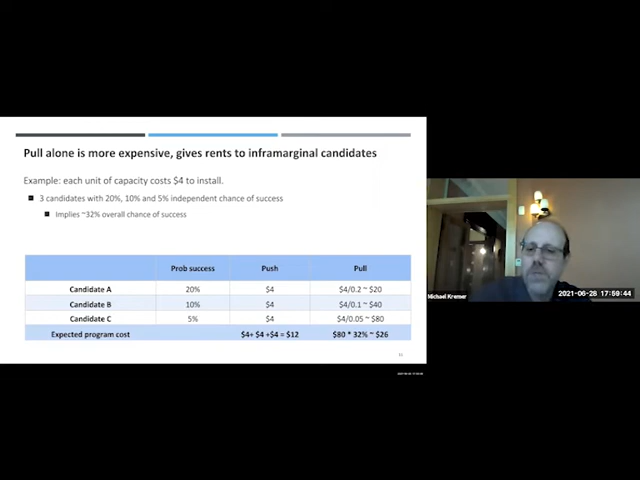 Pull alone is more expensive, gives rents to inframarginal candidates
Example: each unit of capacity costs $4 to install.
3 candidates with 20%, 10% and 5% independent chance of success
Implies ~32% overall chance of success
Prob success Push Pull
Candidate A 20% $4 $4/0.2 ~ $20
Candidate B 10% $4 $4/0.1 ~ $40
Candidate C 5% $4 $4/0.05 ~ $80
Expected program cost $4+ $4 +$4 = $12 $80 * 32% ~ $26
Michael Kremer
2021-06-28 17:59:44